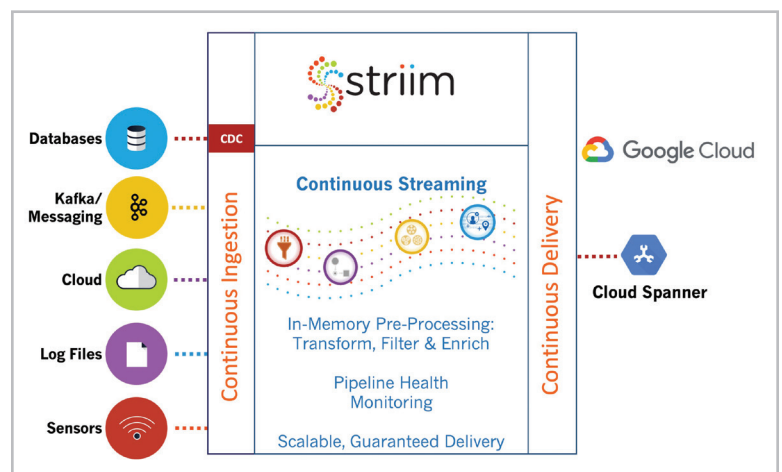 striim
Databases
CDC
Google Cloud
Kafka/
Messaging
Continuous Streaming
Continuous Ingestion
Continuous Delivery
Cloud
Cloud Spanner
In-Memory Pre-Processing:
Transform, Filter & Enrich
Log Files
Pipeline Health
Monitoring
Sensors
Scalable, Guaranteed Delivery